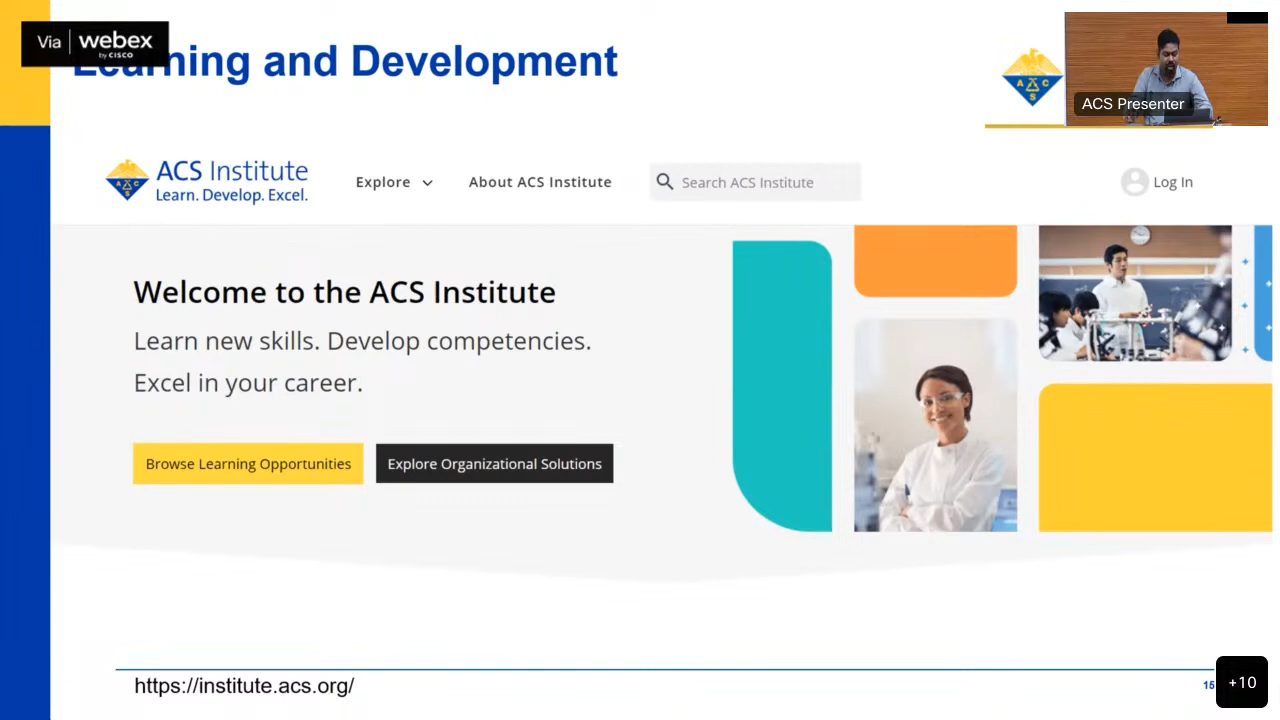 Via webex
by CISCO
Learning and Development
ACS Presenter
A C S
ACS Institute
Learn. Develop. Excel.
A C S
Explore
About ACS Institute
Search ACS Institute
Log In
Welcome to the ACS Institute
Learn new skills. Develop competencies.
Excel in your career.
Browse Learning Opportunities
Explore Organizational Solutions
https://institute.acs.org/
15
+10